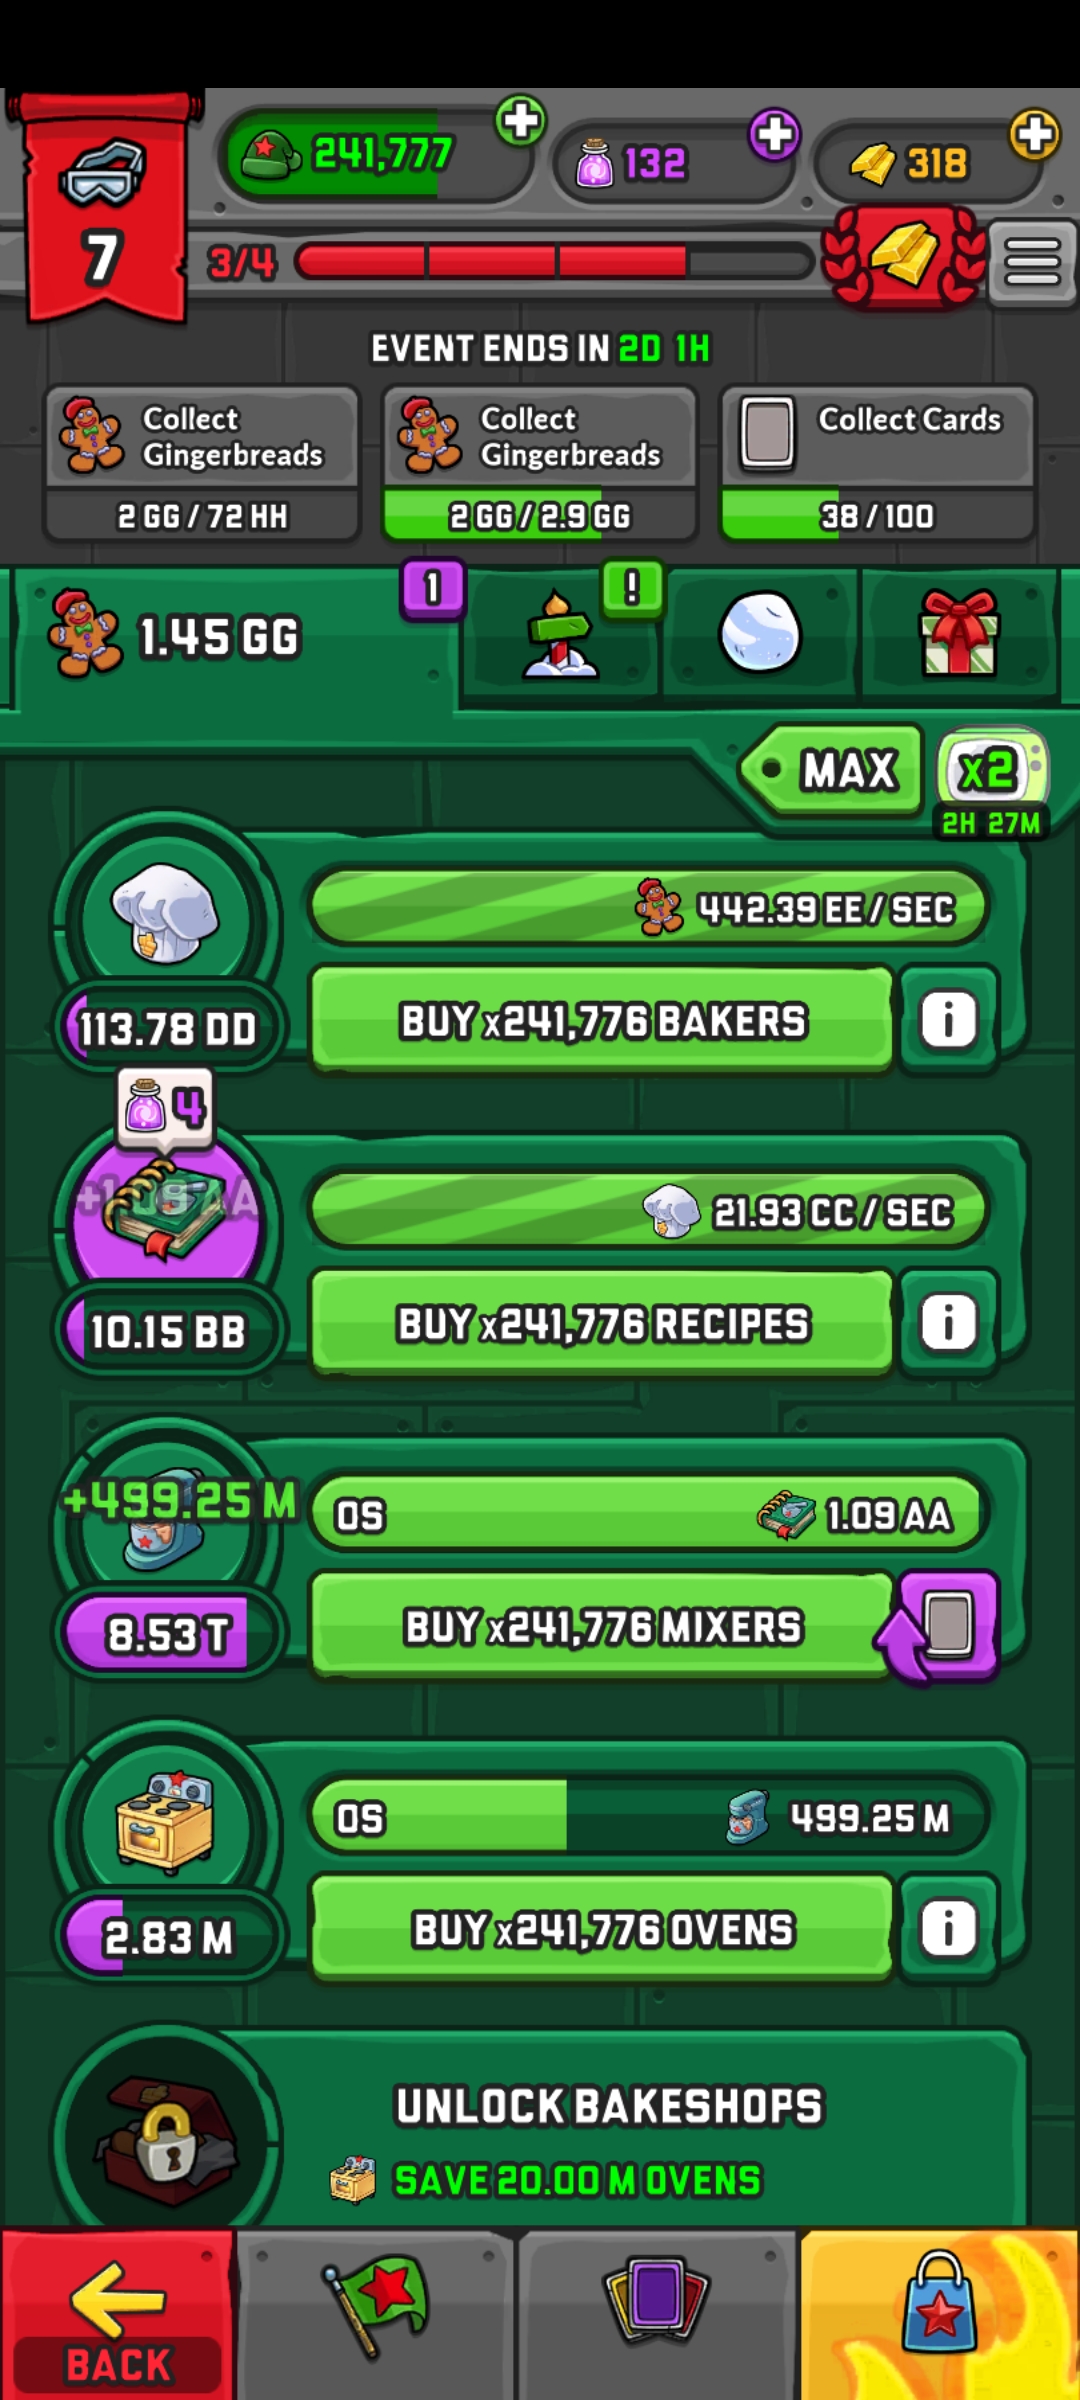 241,777
132
318
7
3/4
EVENT ENDS IN 2D 1H
Collect
Gingerbreads
2 GG / 72 HH
Collect
Gingerbreads
2 GG / 2.9 GG
Collect Cards
38 / 100
1.45 GG
1
!
MAX
x2
2H 27M
442.39 EE / SEC
113.78 DD
BUY x241,776 BAKERS
i
4
+1.09 AA
21.93 CC / SEC
10.15 BB
BUY x241,776 RECIPES
i
+499.25 M
0S
1.09 AA
8.53 T
BUY x241,776 MIXERS
0S
499.25 M
2.83 M
BUY x241,776 OVENS
i
UNLOCK BAKESHOPS
SAVE 20.00 M OVENS
BACK